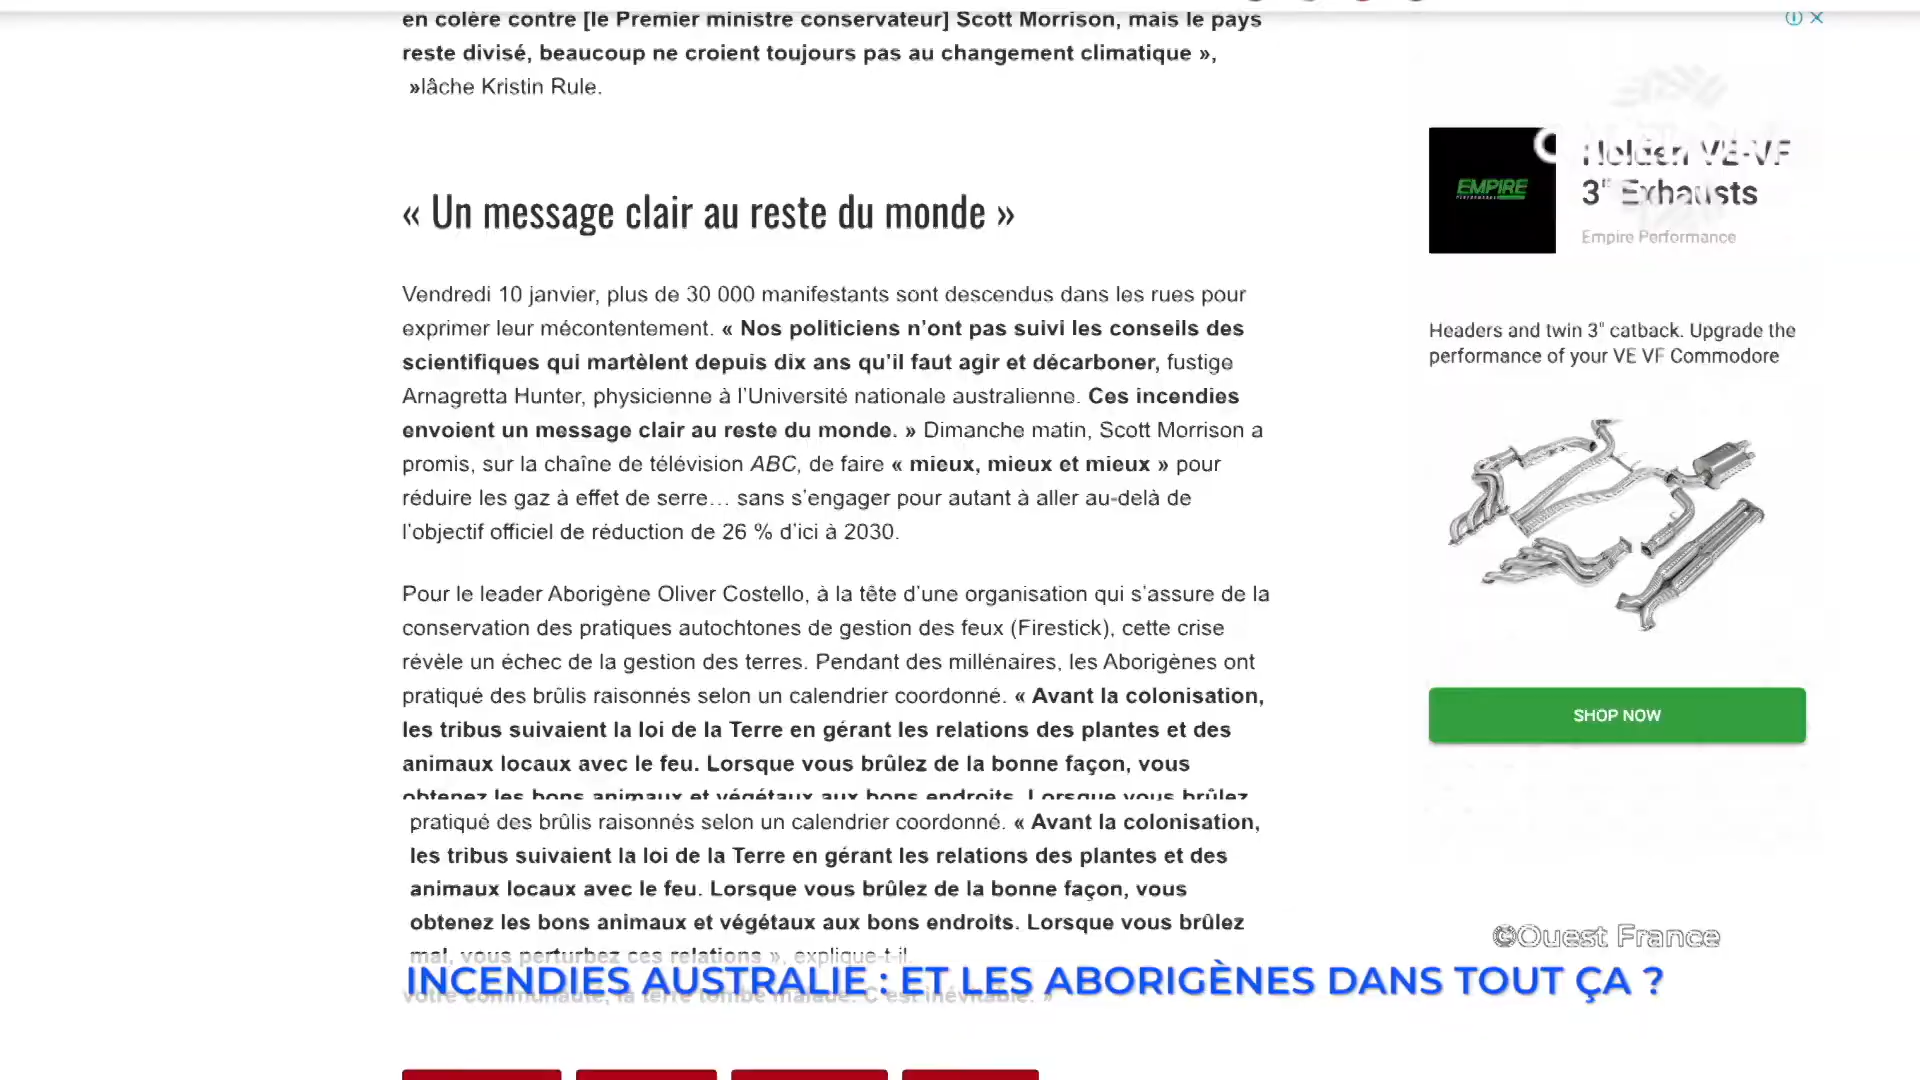 en colère contre [le Premier ministre conservateur] Scott Morrison, mais le pays
reste divisé, beaucoup ne croient toujours pas au changement climatique »,
»lâche Kristin Rule.
« Un message clair au reste du monde »
Vendredi 10 janvier, plus de 30 000 manifestants sont descendus dans les rues pour
exprimer leur mécontentement. « Nos politiciens n’ont pas suivi les conseils des
scientifiques qui martèlent depuis dix ans qu’il faut agir et décarboner, fustige
Arnagretta Hunter, physicienne à l’Université nationale australienne. Ces incendies
envoient un message clair au reste du monde. » Dimanche matin, Scott Morrison a
promis, sur la chaîne de télévision ABC, de faire « mieux, mieux et mieux » pour
réduire les gaz à effet de serre… sans s’engager pour autant à aller au-delà de
l’objectif officiel de réduction de 26 % d’ici à 2030.
Pour le leader Aborigène Oliver Costello, à la tête d’une organisation qui s’assure de la
conservation des pratiques autochtones de gestion des feux (Firestick), cette crise
révèle un échec de la gestion des terres. Pendant des millénaires, les Aborigènes ont
pratiqué des brûlis raisonnés selon un calendrier coordonné. « Avant la colonisation,
les tribus suivaient la loi de la Terre en gérant les relations des plantes et des
animaux locaux avec le feu. Lorsque vous brûlez de la bonne façon, vous
obtenez les bons animaux et végétaux aux bons endroits. Lorsque vous brûlez
pratiqué des brûlis raisonnés selon un calendrier coordonné. « Avant la colonisation,
les tribus suivaient la loi de la Terre en gérant les relations des plantes et des
animaux locaux avec le feu. Lorsque vous brûlez de la bonne façon, vous
obtenez les bons animaux et végétaux aux bons endroits. Lorsque vous brûlez
mal, vous perturbez ces relations », explique-t-il.
INCENDIES AUSTRALIE : ET LES ABORIGÈNES DANS TOUT ÇA ?
votre communauté, la terre tombe malade. C’est inévitable. »
EMPIRE
Holden VE-VF
3" Exhausts
Empire Performance
Headers and twin 3" catback. Upgrade the
performance of your VE VF Commodore
SHOP NOW
©Ouest France